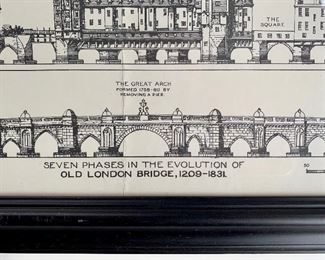 THE
SQUARE
THE GREAT ARCH
FORMED 1758-60 BY
REMOVING A PIER.
SEVEN PHASES IN THE EVOLUTION OF
OLD LONDON BRIDGE, 1209-1831.
50